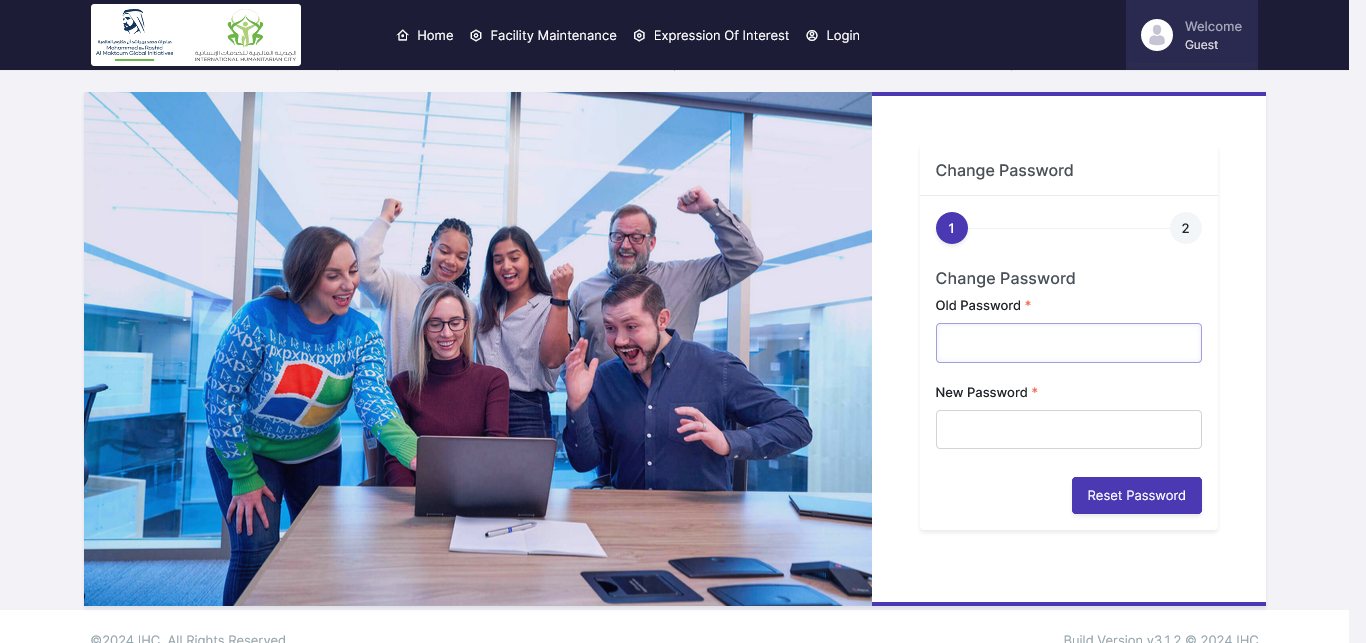 Mohammed Bin Rashid
Al Maktoum Global Initiatives
INTERNATIONAL HUMANITARIAN CITY
Home
Facility Maintenance
Expression Of Interest
Login
Welcome
Guest
Change Password
1
2
Change Password
Old Password *
New Password *
Reset Password
©2024 IHC, All Rights Reserved
Build Version v3.1.2 © 2024 IHC